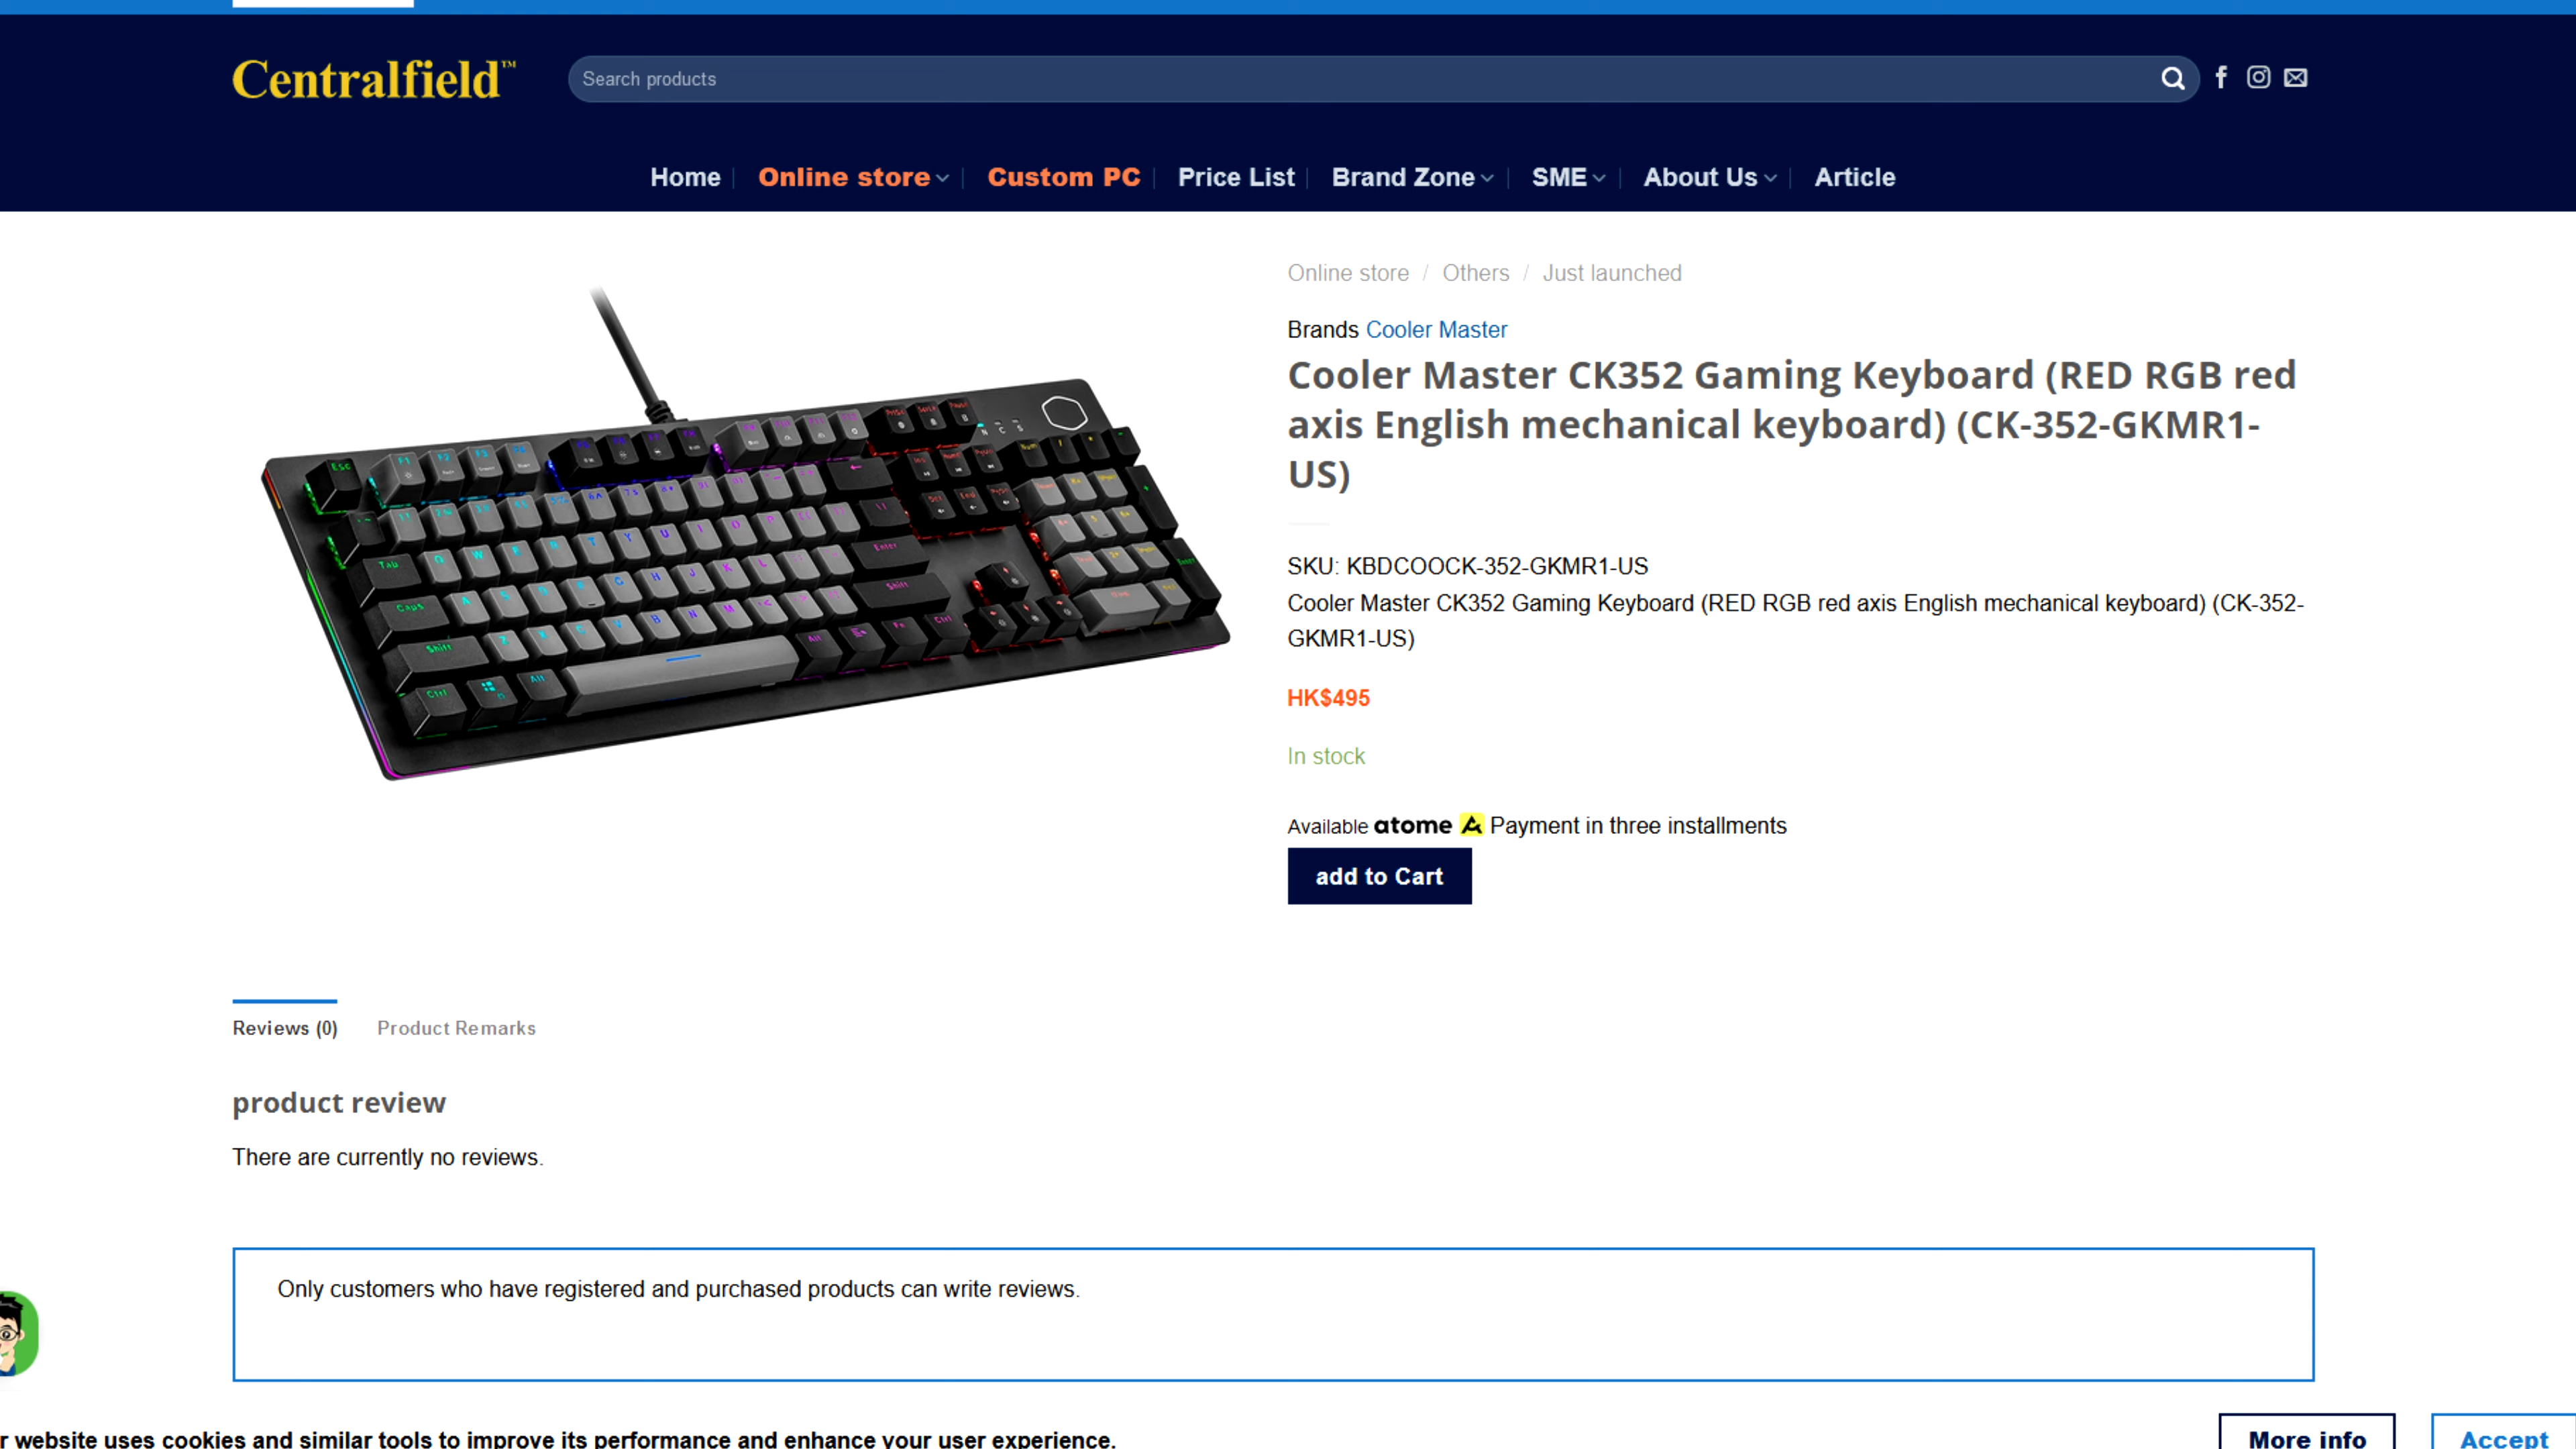 Centralfield™
Search products
Home
Online store
Custom PC
Price List
Brand Zone
SME
About Us
Article
Online store / Others / Just launched
Brands Cooler Master
Cooler Master CK352 Gaming Keyboard (RED RGB red
axis English mechanical keyboard) (CK-352-GKMR1-
US)
SKU: KBDCOOCK-352-GKMR1-US
Cooler Master CK352 Gaming Keyboard (RED RGB red axis English mechanical keyboard) (CK-352-
GKMR1-US)
HK$495
In stock
Available atome Payment in three installments
add to Cart
Reviews (0)
Product Remarks
product review
There are currently no reviews.
Only customers who have registered and purchased products can write reviews.
r website uses cookies and similar tools to improve its performance and enhance your user experience.
More info
Accept